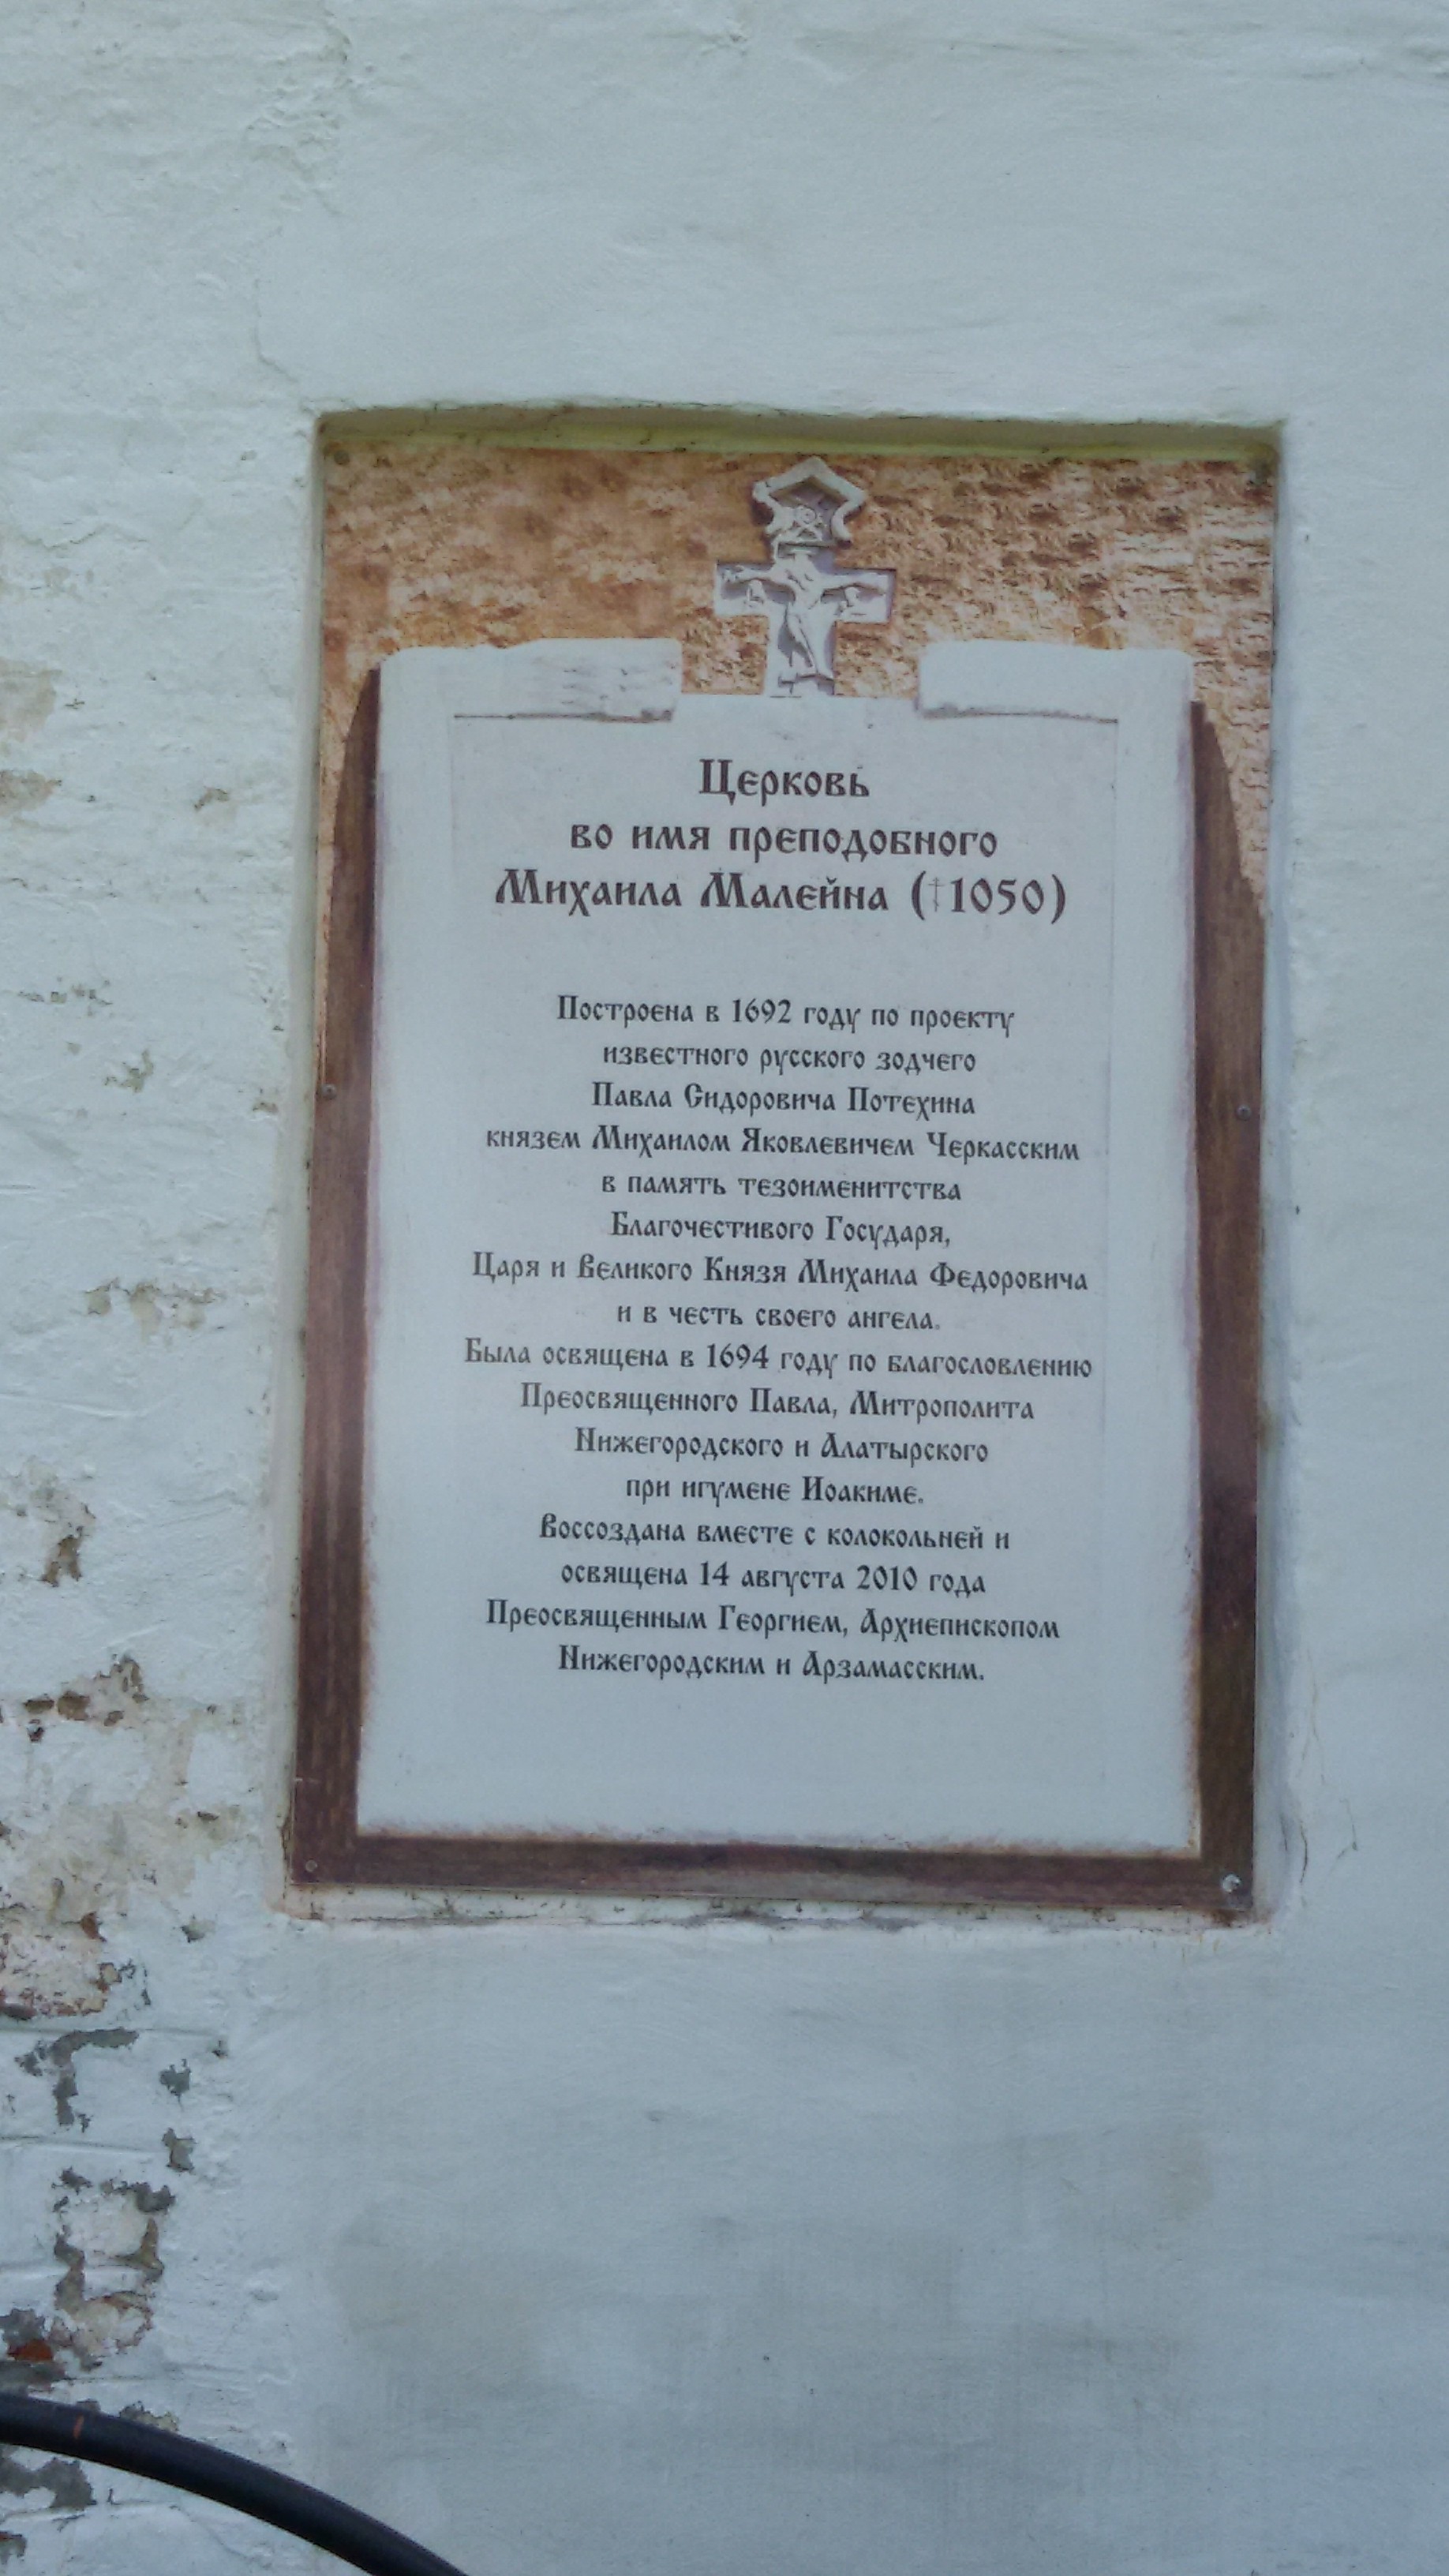 Церковь
во имя преподобного
Михаила Малейна (†1050)
Построена в 1692 году по проекту
известного русского зодчего
Павла Сидоровича Потехина
князем Михаилом Яковлевичем Черкасским
в память тезоименитства
Благочестивого Государя,
Царя и Великого Князя Михаила Федоровича
и в честь своего ангела.
Была освящена в 1694 году по благословлению
Преосвященного Павла, Митрополита
Нижегородского и Алатырского
при игумене Иоакиме.
Воссоздана вместе с колокольней и
освящена 14 августа 2010 года
Преосвященным Георгием, Архиепископом
Нижегородским и Арзамасским.